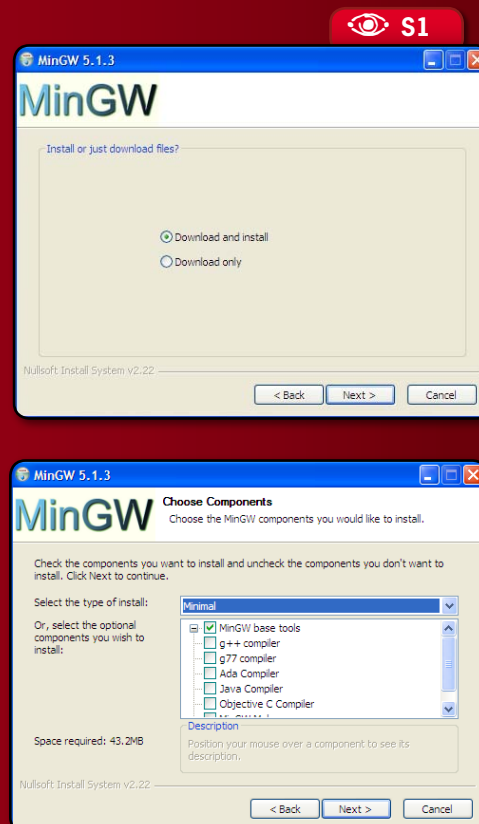 S1
MinGW 5.1.3
MinGW
Install or just download files?
Download and install
Download only
Nullsoft Install System v2.22
< Back
Next >
Cancel
MinGW 5.1.3
MinGW
Choose Components
Choose the MinGW components you would like to install.
Check the components you want to install and uncheck the components you don't want to
install. Click Next to continue.
Select the type of install:
Minimal
Or, select the optional
components you wish to
install:
MinGW base tools
g++ compiler
g77 compiler
Ada Compiler
Java Compiler
Objective C Compiler
Space required: 43.2MB
Description
Position your mouse over a component to see its
description.
Nullsoft Install System v2.22
< Back
Next >
Cancel